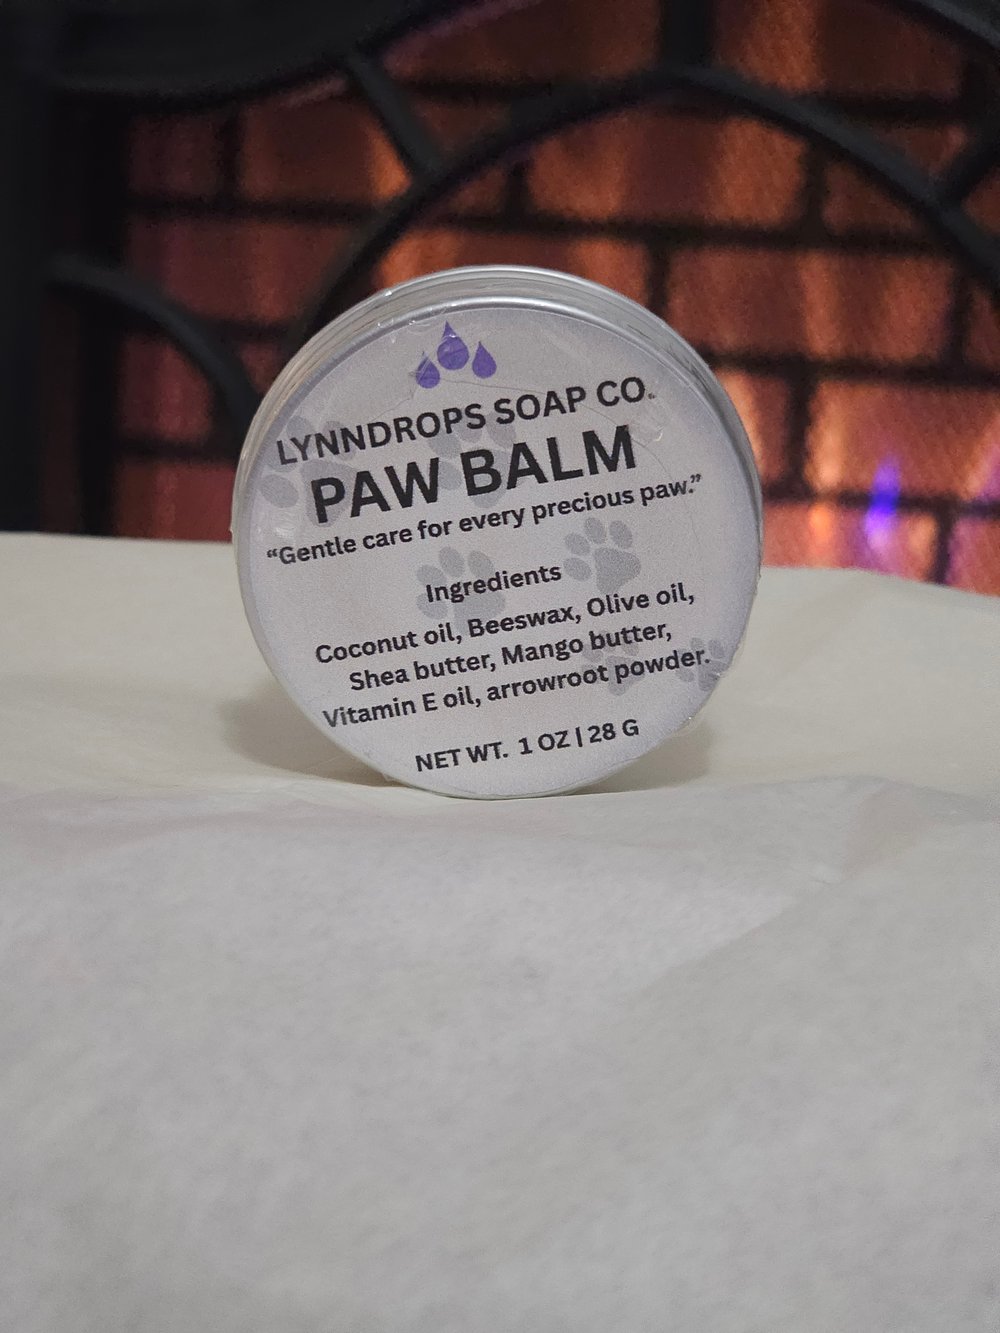 LYNNDROPS SOAP CO.
PAW BALM
“Gentle care for every precious paw.”
Ingredients
Coconut oil, Beeswax, Olive oil,
Shea butter, Mango butter,
Vitamin E oil, arrowroot powder.
NET WT. 1 OZ | 28 G